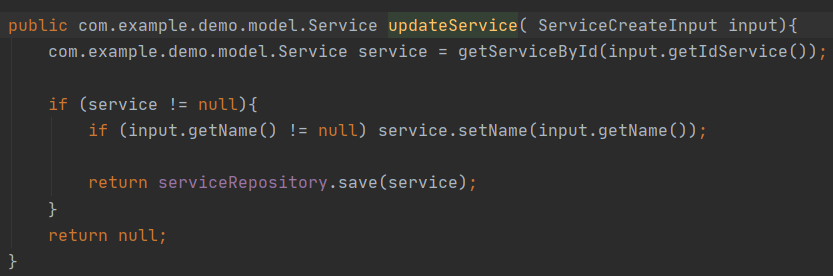 public com.example.demo.model.Service updateService( ServiceCreateInput input){
com.example.demo.model.Service service = getServiceById(input.getIdService());
if (service != null){
if (input.getName() != null) service.setName(input.getName());
return serviceRepository.save(service);
}
return null;
}